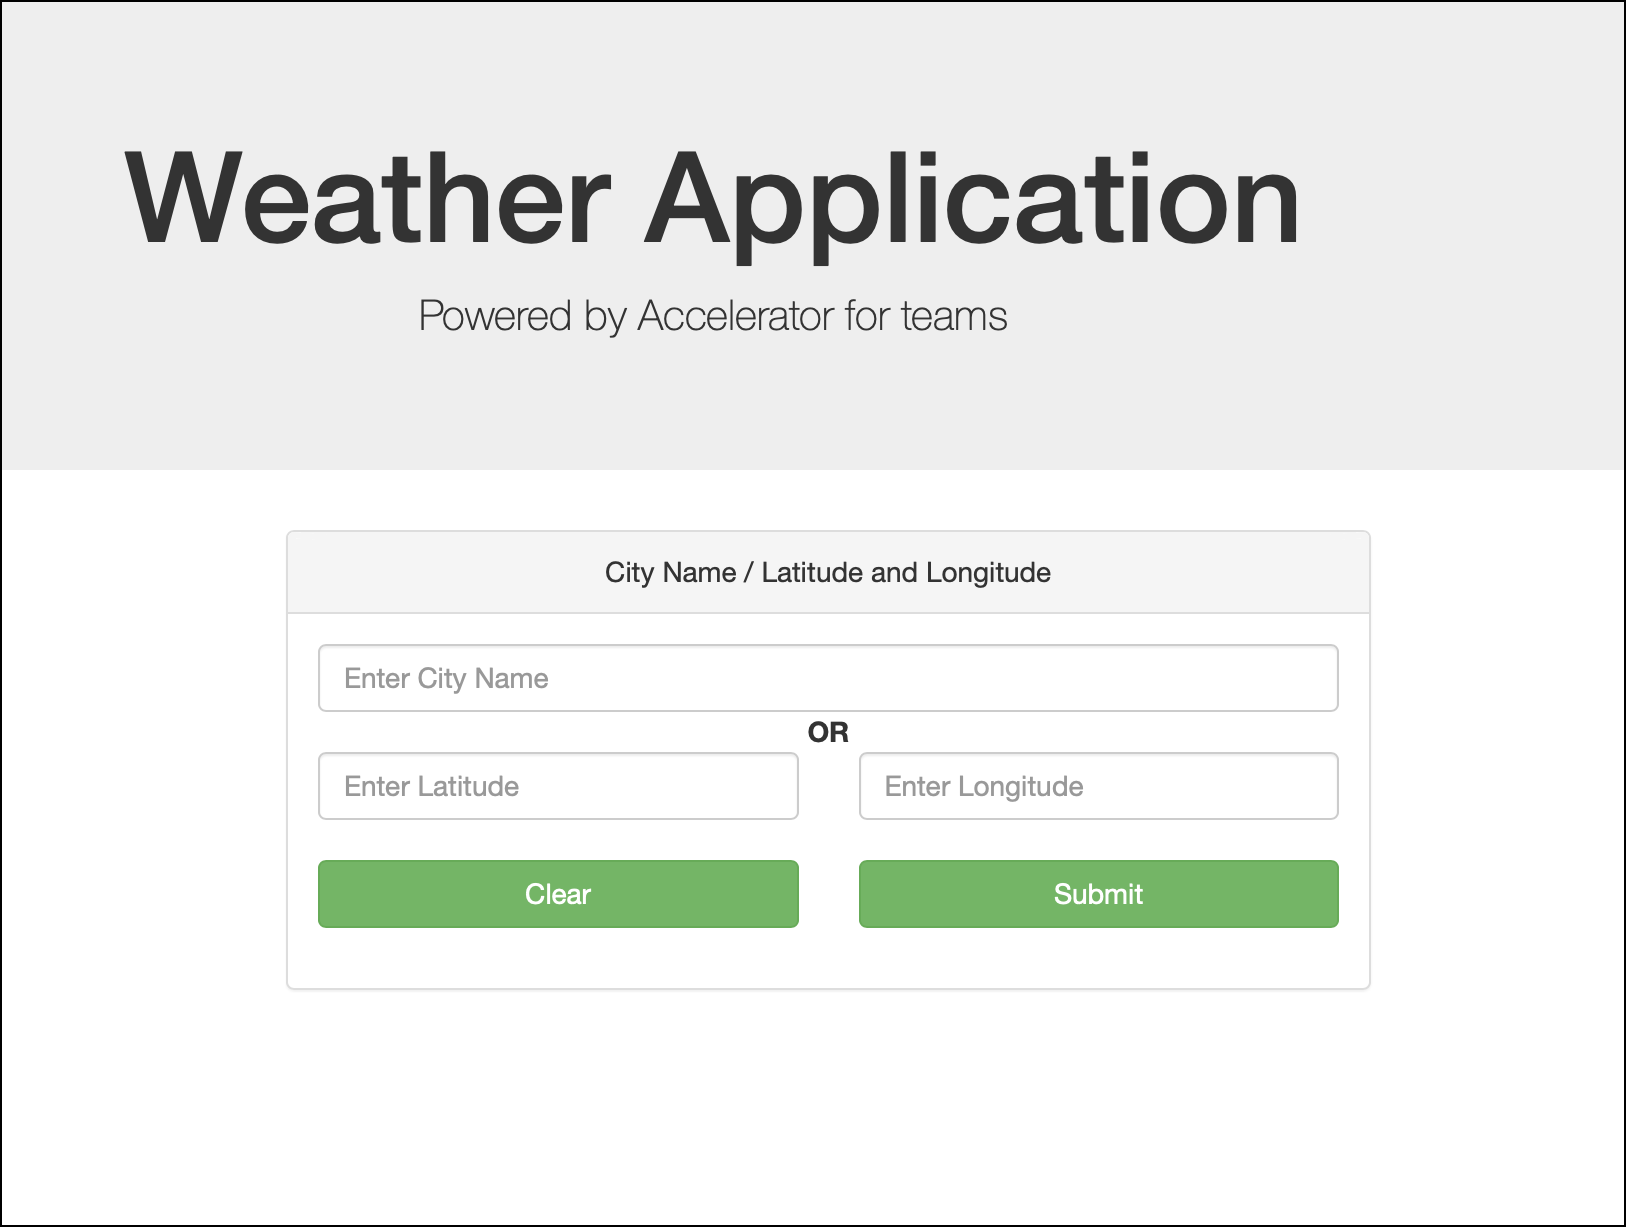 Weather Application
Powered by Accelerator for teams
City Name / Latitude and Longitude
Enter City Name
OR
Enter Latitude
Enter Longitude
Clear
Submit